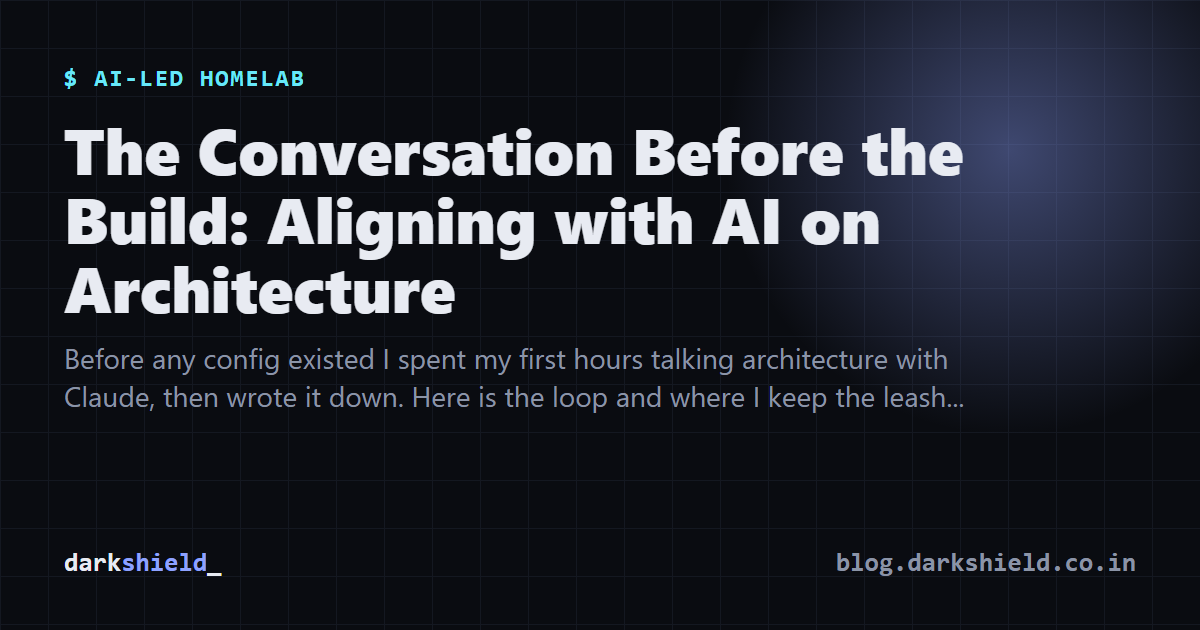 $ AI-LED HOMELAB
The Conversation Before the
Build: Aligning with AI on
Architecture
Before any config existed I spent my first hours talking architecture with
Claude, then wrote it down. Here is the loop and where I keep the leash...
darkshield_
blog.darkshield.co.in